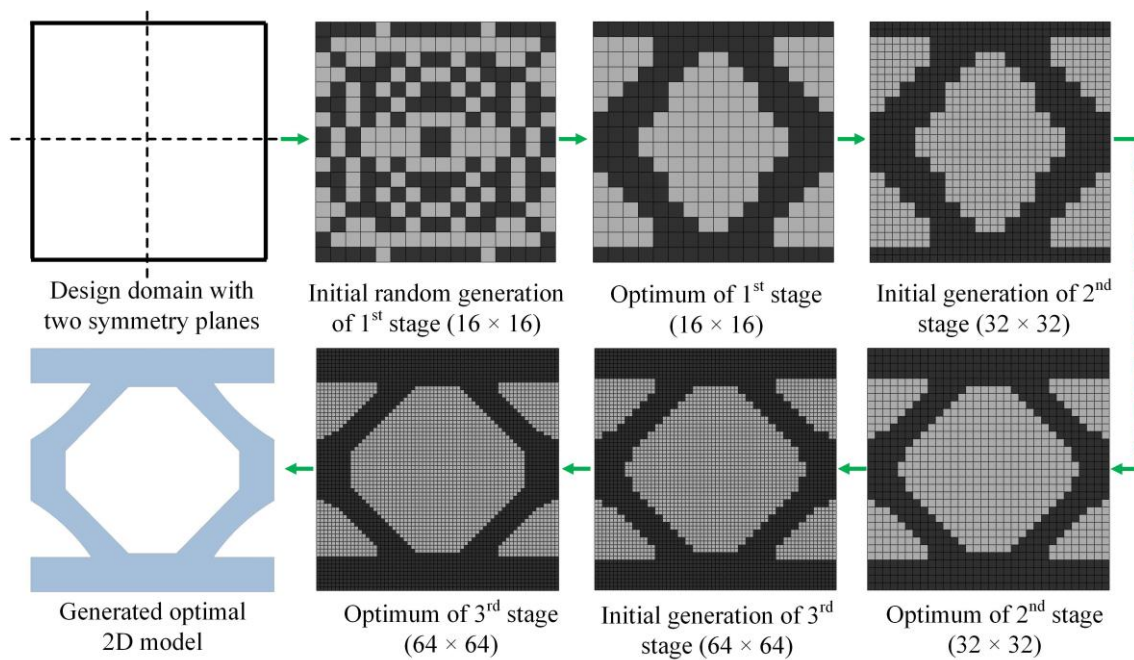 Design domain with
two symmetry planes
Initial random generation
of 1st stage (16 × 16)
Optimum of 1st stage
(16 × 16)
Initial generation of 2nd
stage (32 × 32)
Generated optimal
2D model
Optimum of 3rd stage
(64 × 64)
Initial generation of 3rd
stage (64 × 64)
Optimum of 2nd stage
(32 × 32)